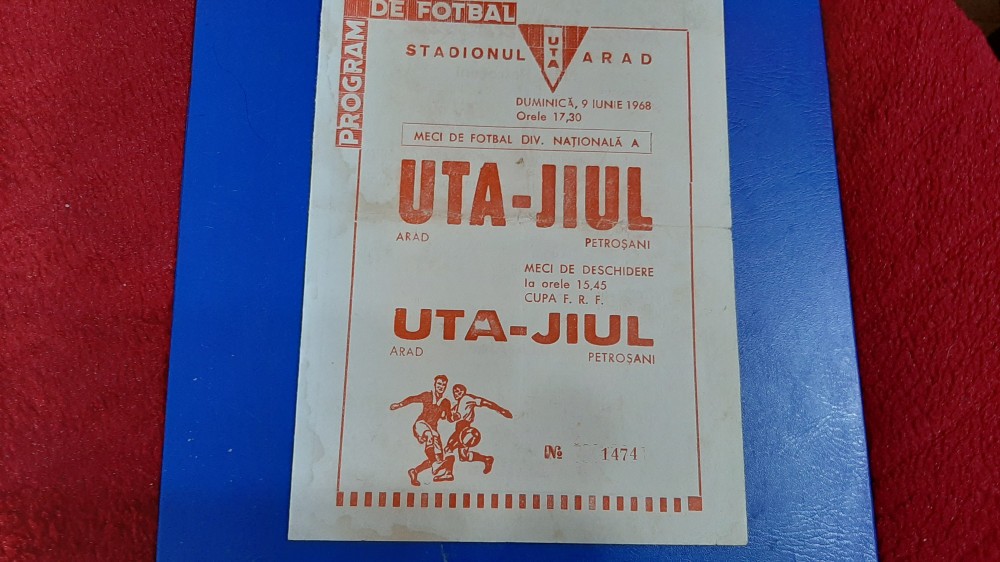 PROGRAM
DE FOTBAL
STADIONUL UTA ARAD
DUMINICĂ, 9 IUNIE 1968
Orele 17,30
MECI DE FOTBAL DIV. NAȚIONALĂ A
UTA-JIUL
ARAD PETROȘANI
MECI DE DESCHIDERE
la orele 15,45
CUPA F. R. F.
UTA-JIUL
ARAD PETROȘANI
№ 1474